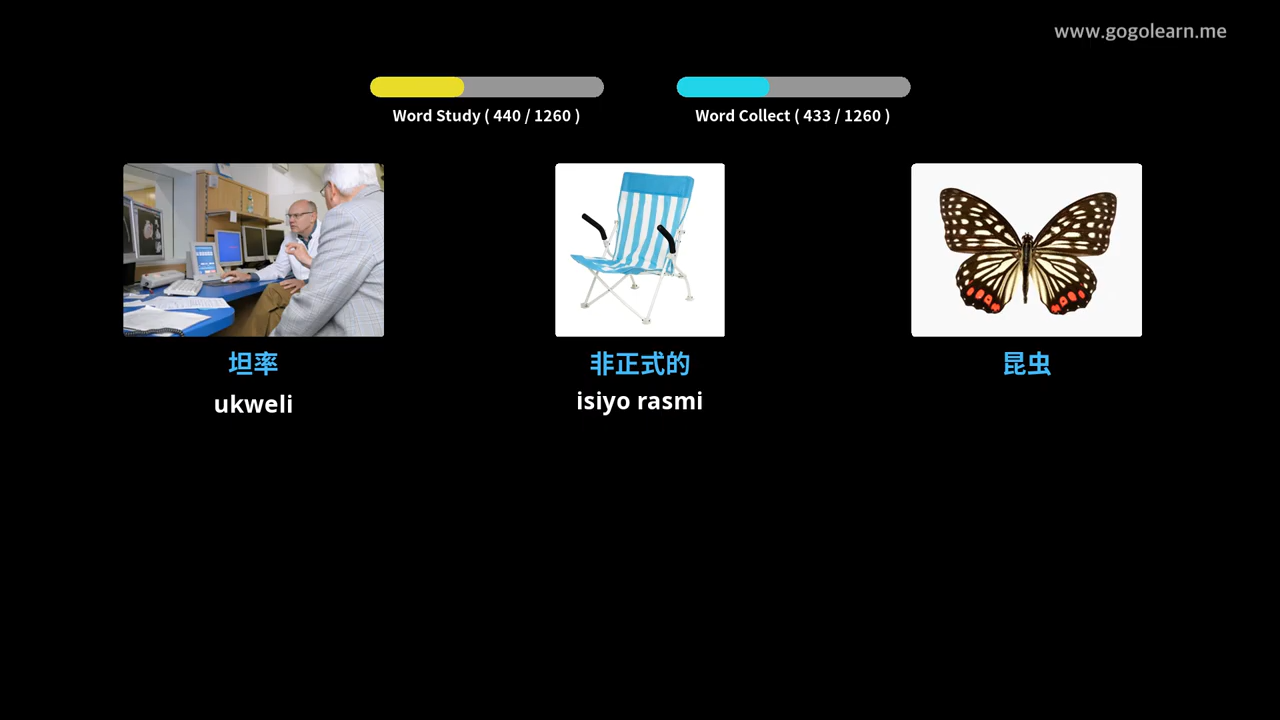 www.gogolearn.me
Word Study ( 440 / 1260 )
Word Collect ( 433 / 1260 )
坦率
非正式的
昆虫
ukweli
isiyo rasmi